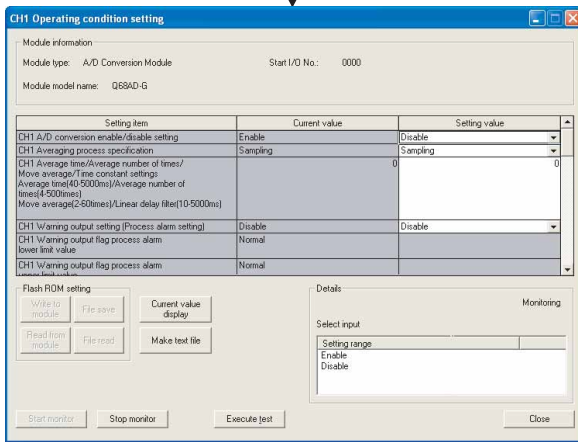 CH1 Operating condition setting
Module information
Module type: A/D Conversion Module Start I/O No.: 0000
Module model name: Q68AD-G
Setting item Current value Setting value
CH1 A/D conversion enable/disable setting Enable Disable
CH1 Averaging process specification Sampling Sampling
CH1 Average time/Average number of times/ 0 0
Move average/Time constant settings
Average time(40-5000ms)/Average number of
times(4-500times)
Move average(2-60times)/Linear delay filter(10-5000ms)
CH1 Warning output setting (Process alarm setting) Disable Disable
CH1 Warning output flag process alarm Normal
lower limit value
CH1 Warning output flag process alarm Normal
Flash ROM setting
Write to
module
File save
Current value
display
Read from
module
File read
Make text file
Details
Monitoring
Select input
Setting range
Enable
Disable
Start monitor Stop monitor Execute test Close